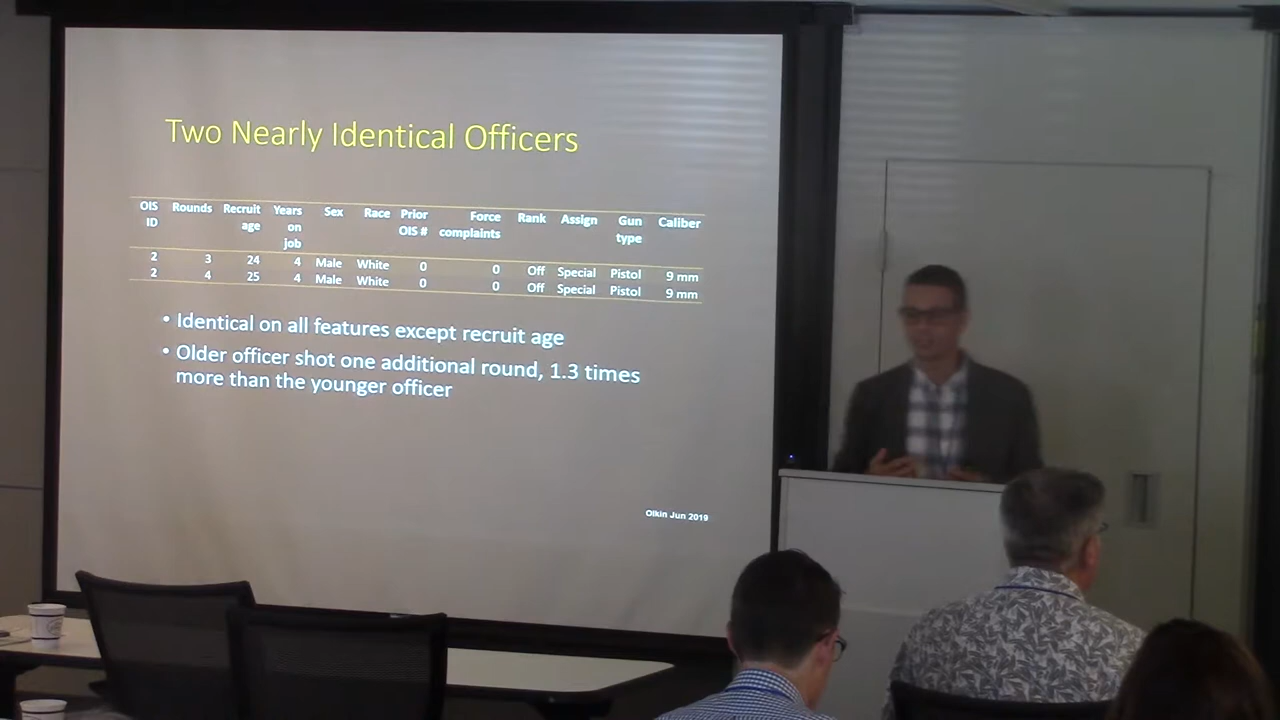 Two Nearly Identical Officers
OIS ID Rounds Recruit age Years on job Sex Race Prior OIS # Force complaints Rank Assign Gun type Caliber
2 3 24 4 Male White 0 0 Off Special Pistol 9 mm
2 4 25 4 Male White 0 0 Off Special Pistol 9 mm
• Identical on all features except recruit age
• Older officer shot one additional round, 1.3 times
more than the younger officer
Olkin Jun 2019